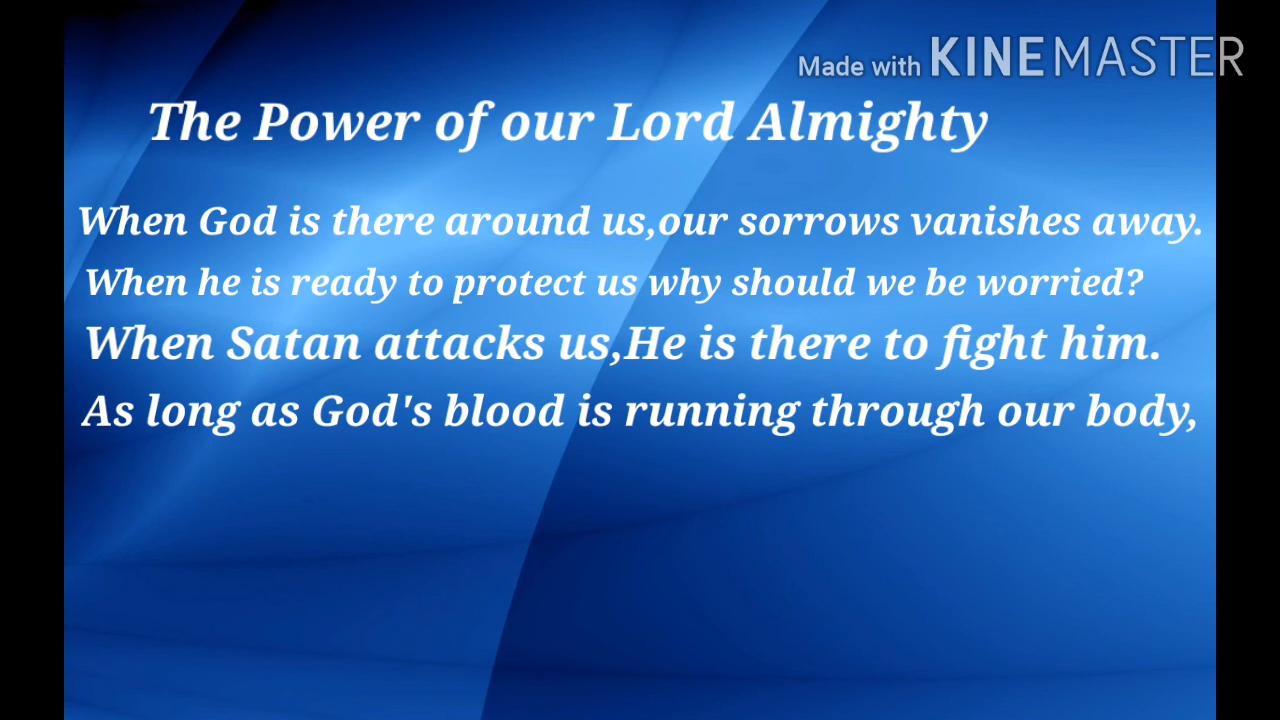 Made with KINEMASTER
The Power of our Lord Almighty
When God is there around us,our sorrows vanishes away.
When he is ready to protect us why should we be worried?
When Satan attacks us,He is there to fight him.
As long as God's blood is running through our body,